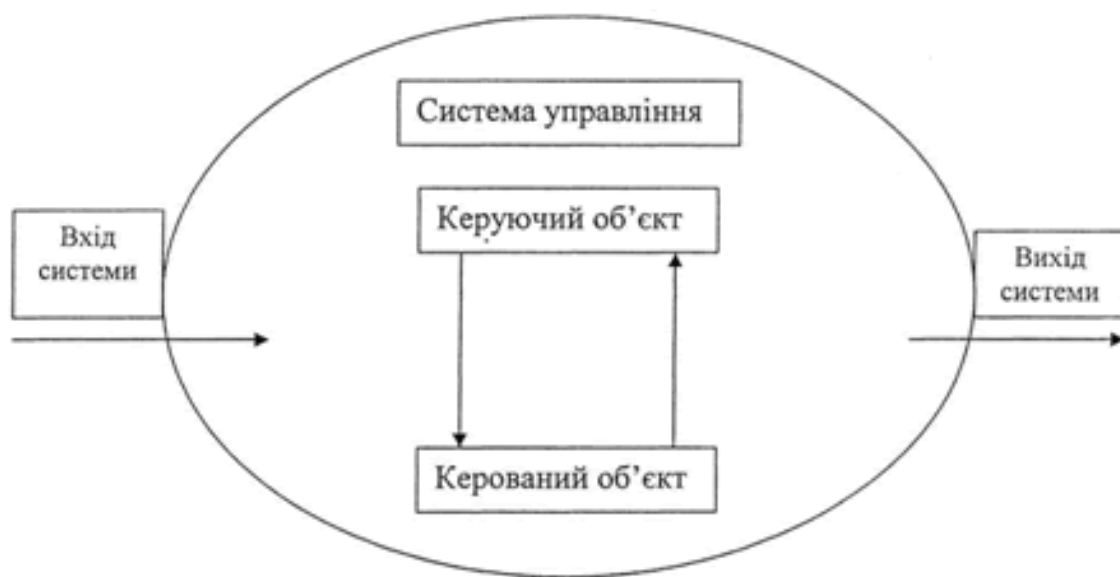 Система управління
Керуючий об’єкт
Вхід
системи
Вихід
системи
Керований об’єкт